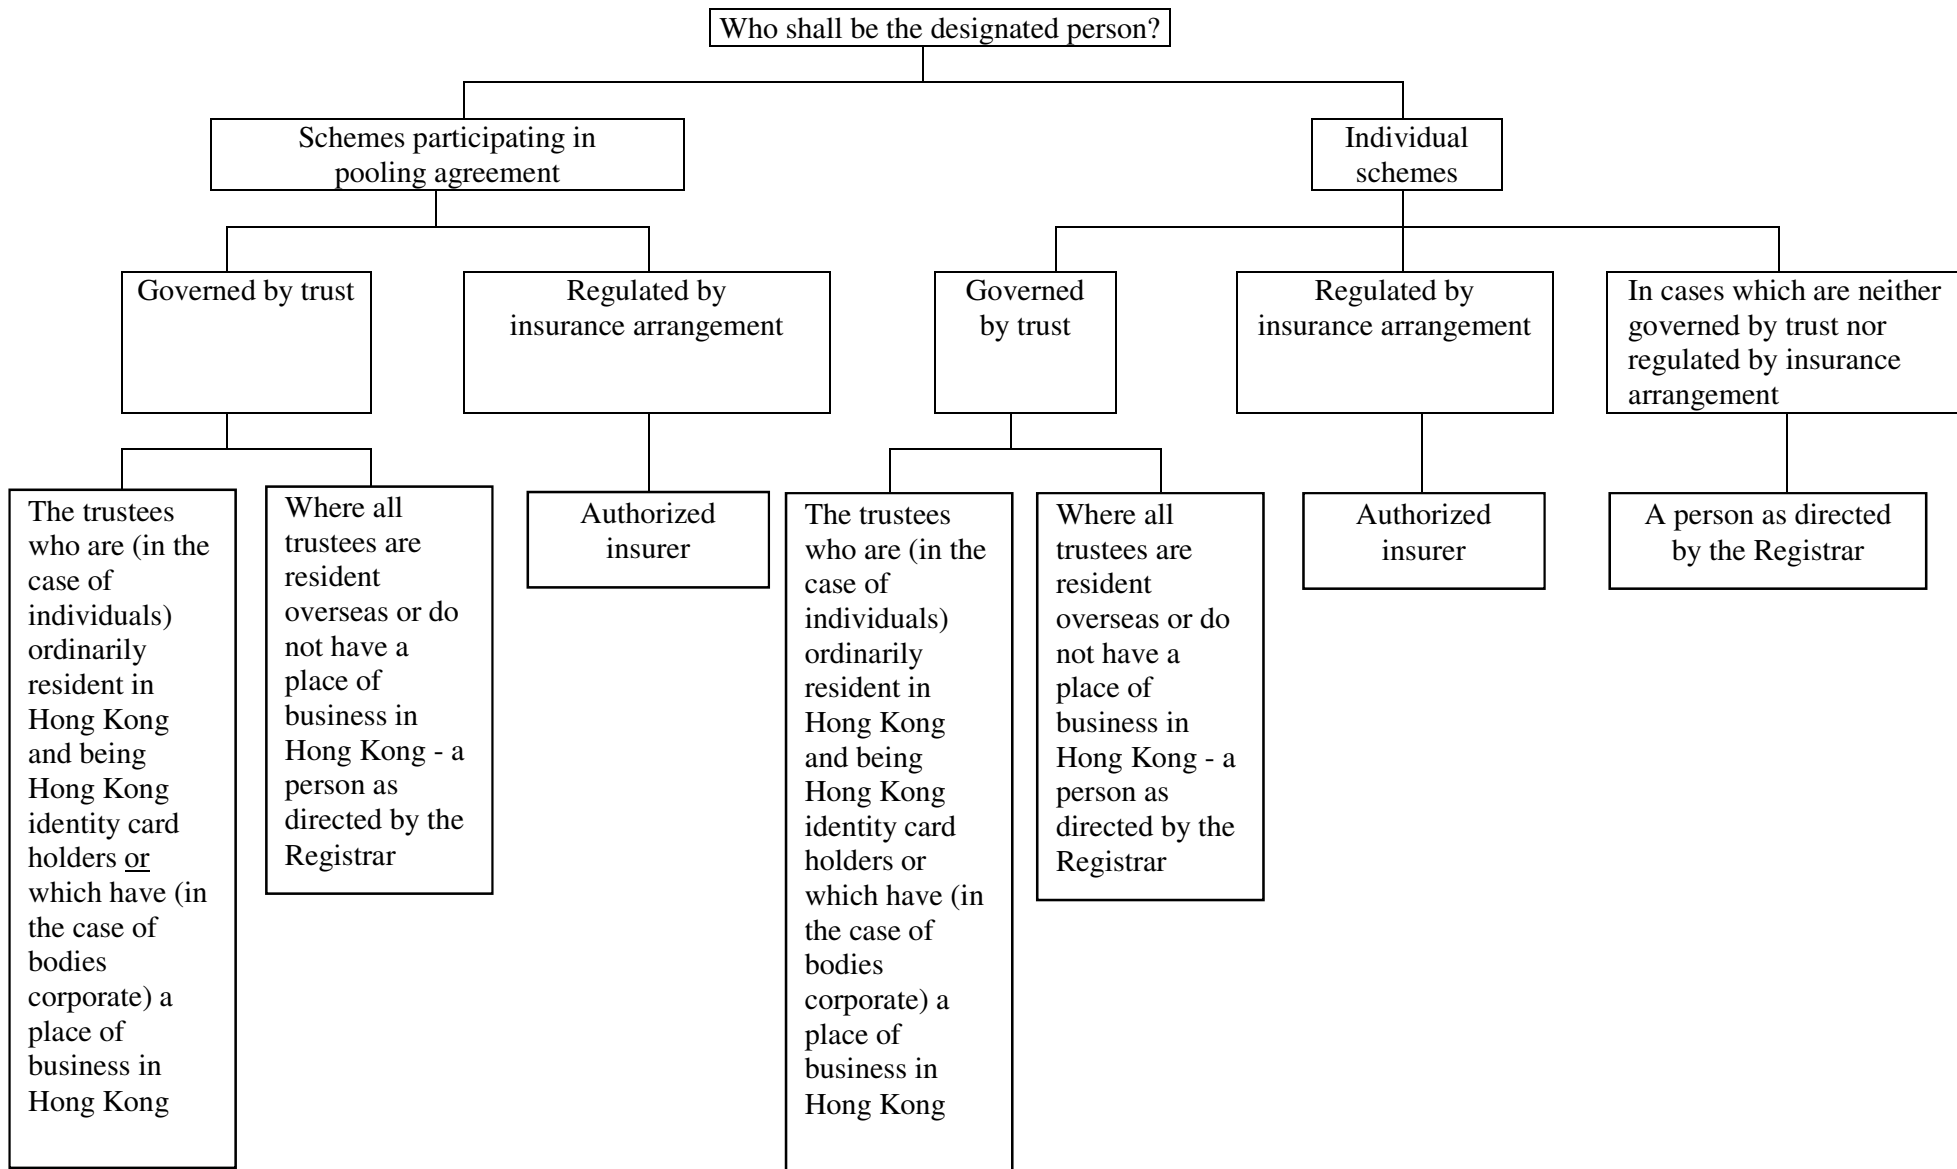 Who shall be the designated person?
Schemes participating in
pooling agreement
Individual
schemes
Governed by trust
Regulated by
insurance arrangement
Governed
by trust
Regulated by
insurance arrangement
In cases which are neither
governed by trust nor
regulated by insurance
arrangement
The trustees
who are (in the
case of
individuals)
ordinarily
resident in
Hong Kong
and being
Hong Kong
identity card
holders or
which have (in
the case of
bodies
corporate) a
place of
business in
Hong Kong
Where all
trustees are
resident
overseas or do
not have a
place of
business in
Hong Kong - a
person as
directed by the
Registrar
Authorized
insurer
The trustees
who are (in the
case of
individuals)
ordinarily
resident in
Hong Kong
and being
Hong Kong
identity card
holders or
which have (in
the case of
bodies
corporate) a
place of
business in
Hong Kong
Where all
trustees are
resident
overseas or do
not have a
place of
business in
Hong Kong - a
person as
directed by the
Registrar
Authorized
insurer
A person as directed
by the Registrar